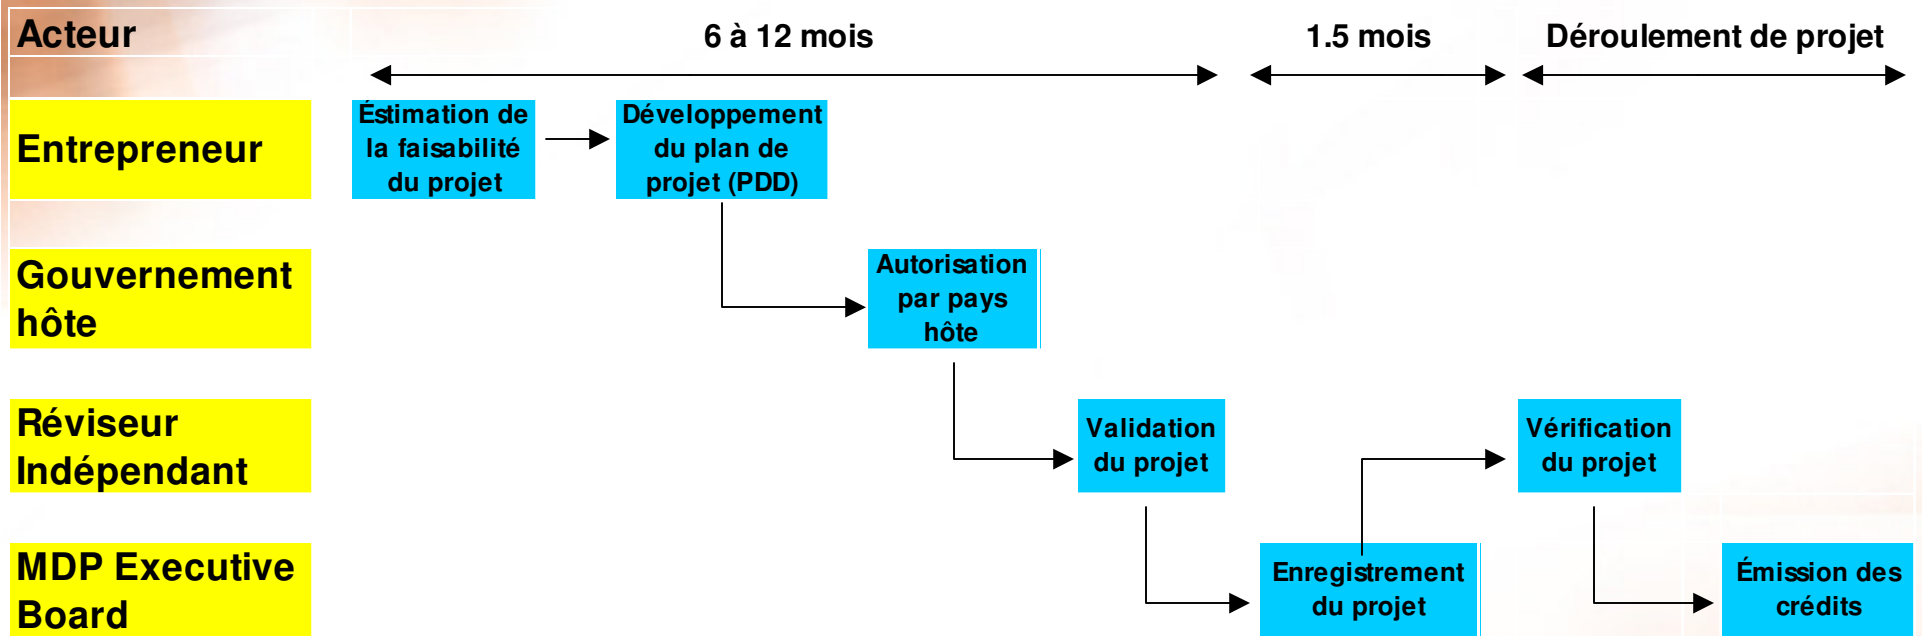 Acteur
6 à 12 mois
1.5 mois
Déroulement de projet
Entrepreneur
Éstimation de
la faisabilité
du projet
Développement
du plan de
projet (PDD)
Gouvernement
hôte
Autorisation
par pays
hôte
Réviseur
Indépendant
Validation
du projet
Vérification
du projet
MDP Executive
Board
Enregistrement
du projet
Émission des
crédits